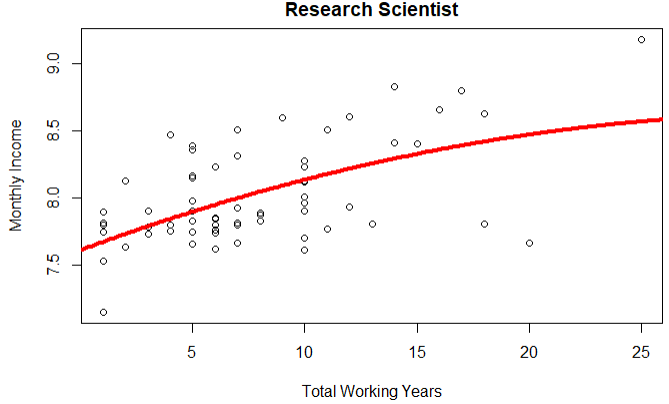 Research Scientist
Monthly Income
9.0
8.5
8.0
7.5
5 10 15 20 25
Total Working Years